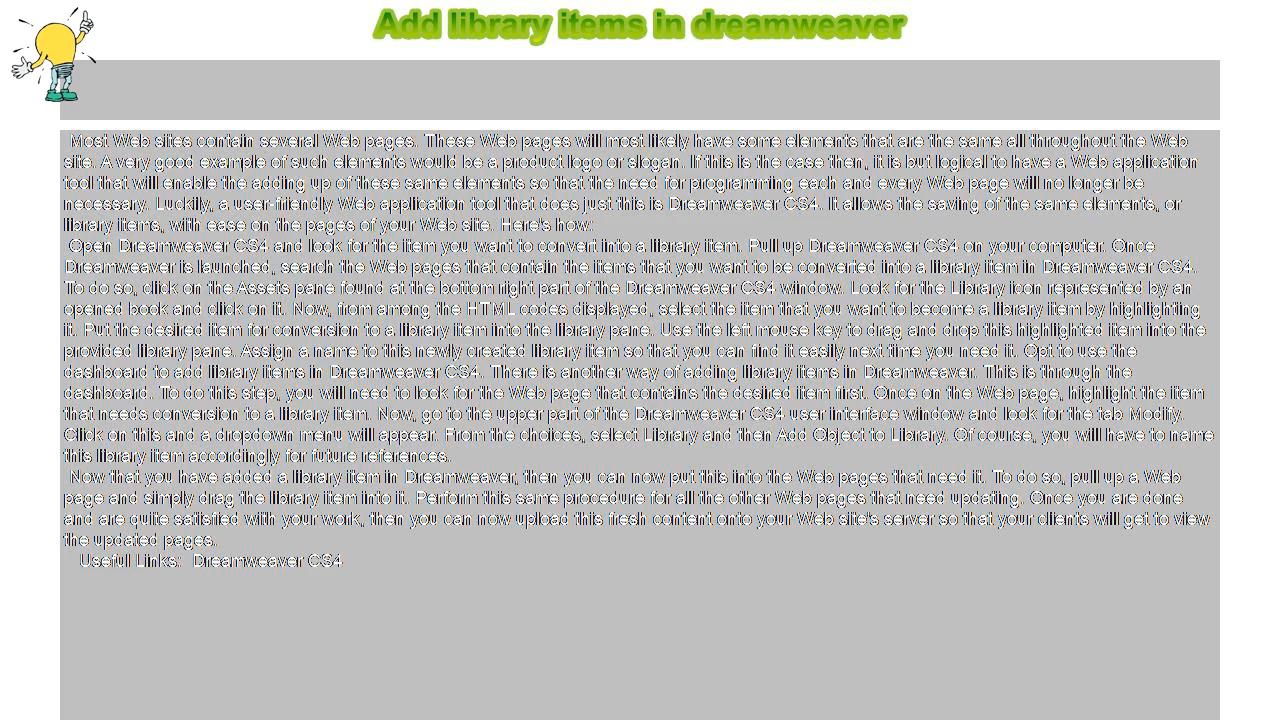 Add library items in dreamweaver
Most Web sites contain several Web pages. These Web pages will most likely have some elements that are the same all throughout the Web
site. A very good example of such elements would be a product logo or slogan. If this is the case then, it is but logical to have a Web application
tool that will enable the adding up of these same elements so that the need for programming each and every Web page will no longer be
necessary. Luckily, a user-friendly Web application tool that does just this is Dreamweaver CS4. It allows the saving of the same elements, or
library items, with ease on the pages of your Web site. Here's how:
Open Dreamweaver CS4 and look for the item you want to convert into a library item. Pull up Dreamweaver CS4 on your computer. Once
Dreamweaver is launched, search the Web pages that contain the items that you want to be converted into a library item in Dreamweaver CS4.
To do so, click on the Assets pane found at the bottom right part of the Dreamweaver CS4 window. Look for the Library icon represented by an
opened book and click on it. Now, from among the HTML codes displayed, select the item that you want to become a library item by highlighting
it. Put the desired item for conversion to a library item into the library pane. Use the left mouse key to drag and drop this highlighted item into the
provided library pane. Assign a name to this newly created library item so that you can find it easily next time you need it. Opt to use the
dashboard to add library items in Dreamweaver CS4. There is another way of adding library items in Dreamweaver. This is through the
dashboard. To do this step, you will need to look for the Web page that contains the desired item first. Once on the Web page, highlight the item
that needs conversion to a library item. Now, go to the upper part of the Dreamweaver CS4 user interface window and look for the tab Modify.
Click on this and a dropdown menu will appear. From the choices, select Library and then Add Object to Library. Of course, you will have to name
this library item accordingly for future references.
Now that you have added a library item in Dreamweaver, then you can now put this into the Web pages that need it. To do so, pull up a Web
page and simply drag the library item into it. Perform this same procedure for all the other Web pages that need updating. Once you are done
and are quite satisfied with your work, then you can now upload this fresh content onto your Web site's server so that your clients will get to view
the updated pages.
Useful Links: Dreamweaver CS4